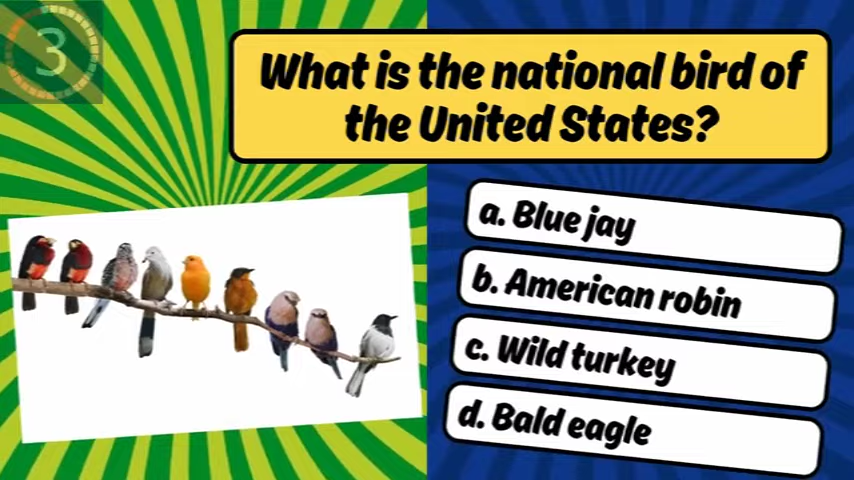 3
What is the national bird of
the United States?
a. Blue jay
b. American robin
c. Wild turkey
d. Bald eagle